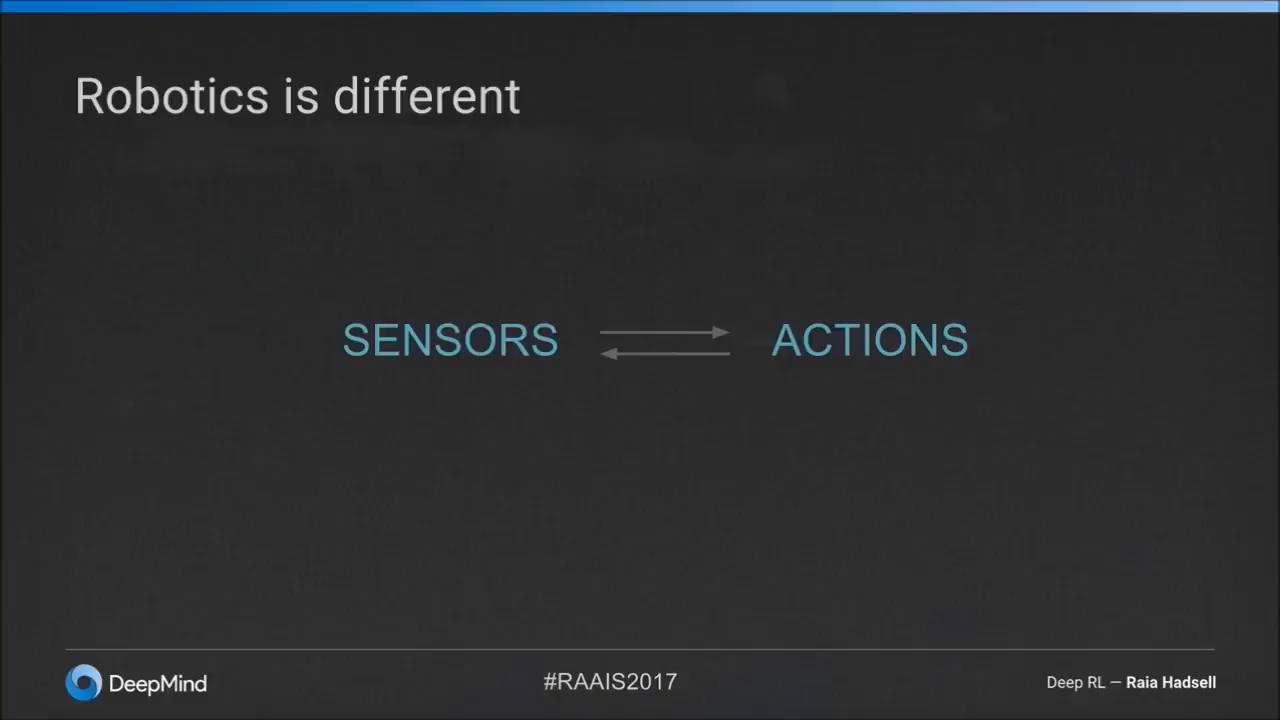 Robotics is different
SENSORS ACTIONS
DeepMind #RAAIS2017 Deep RL — Raia Hadsell